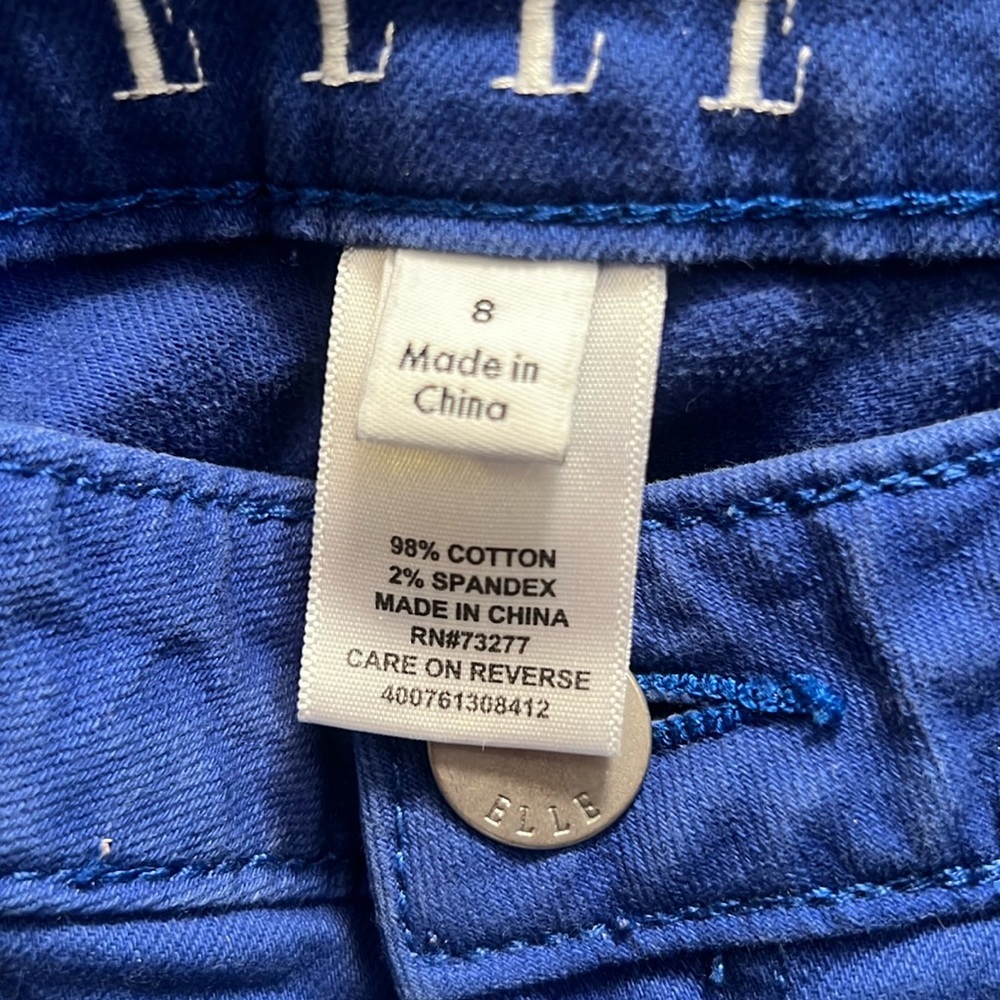 ELLE
8
Made in
China
98% COTTON
2% SPANDEX
MADE IN CHINA
RN#73277
CARE ON REVERSE
400761308412
ELLE